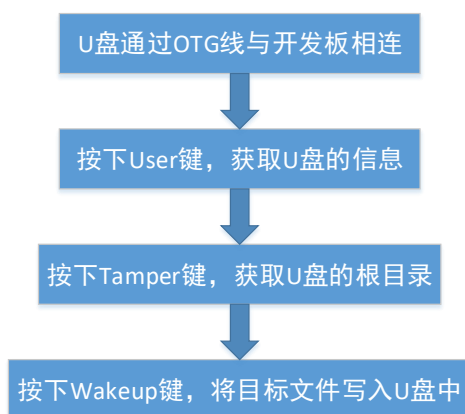 U盘通过OTG线与开发板相连
按下User键，获取U盘的信息
按下Tamper键，获取U盘的根目录
按下Wakeup键，将目标文件写入U盘中